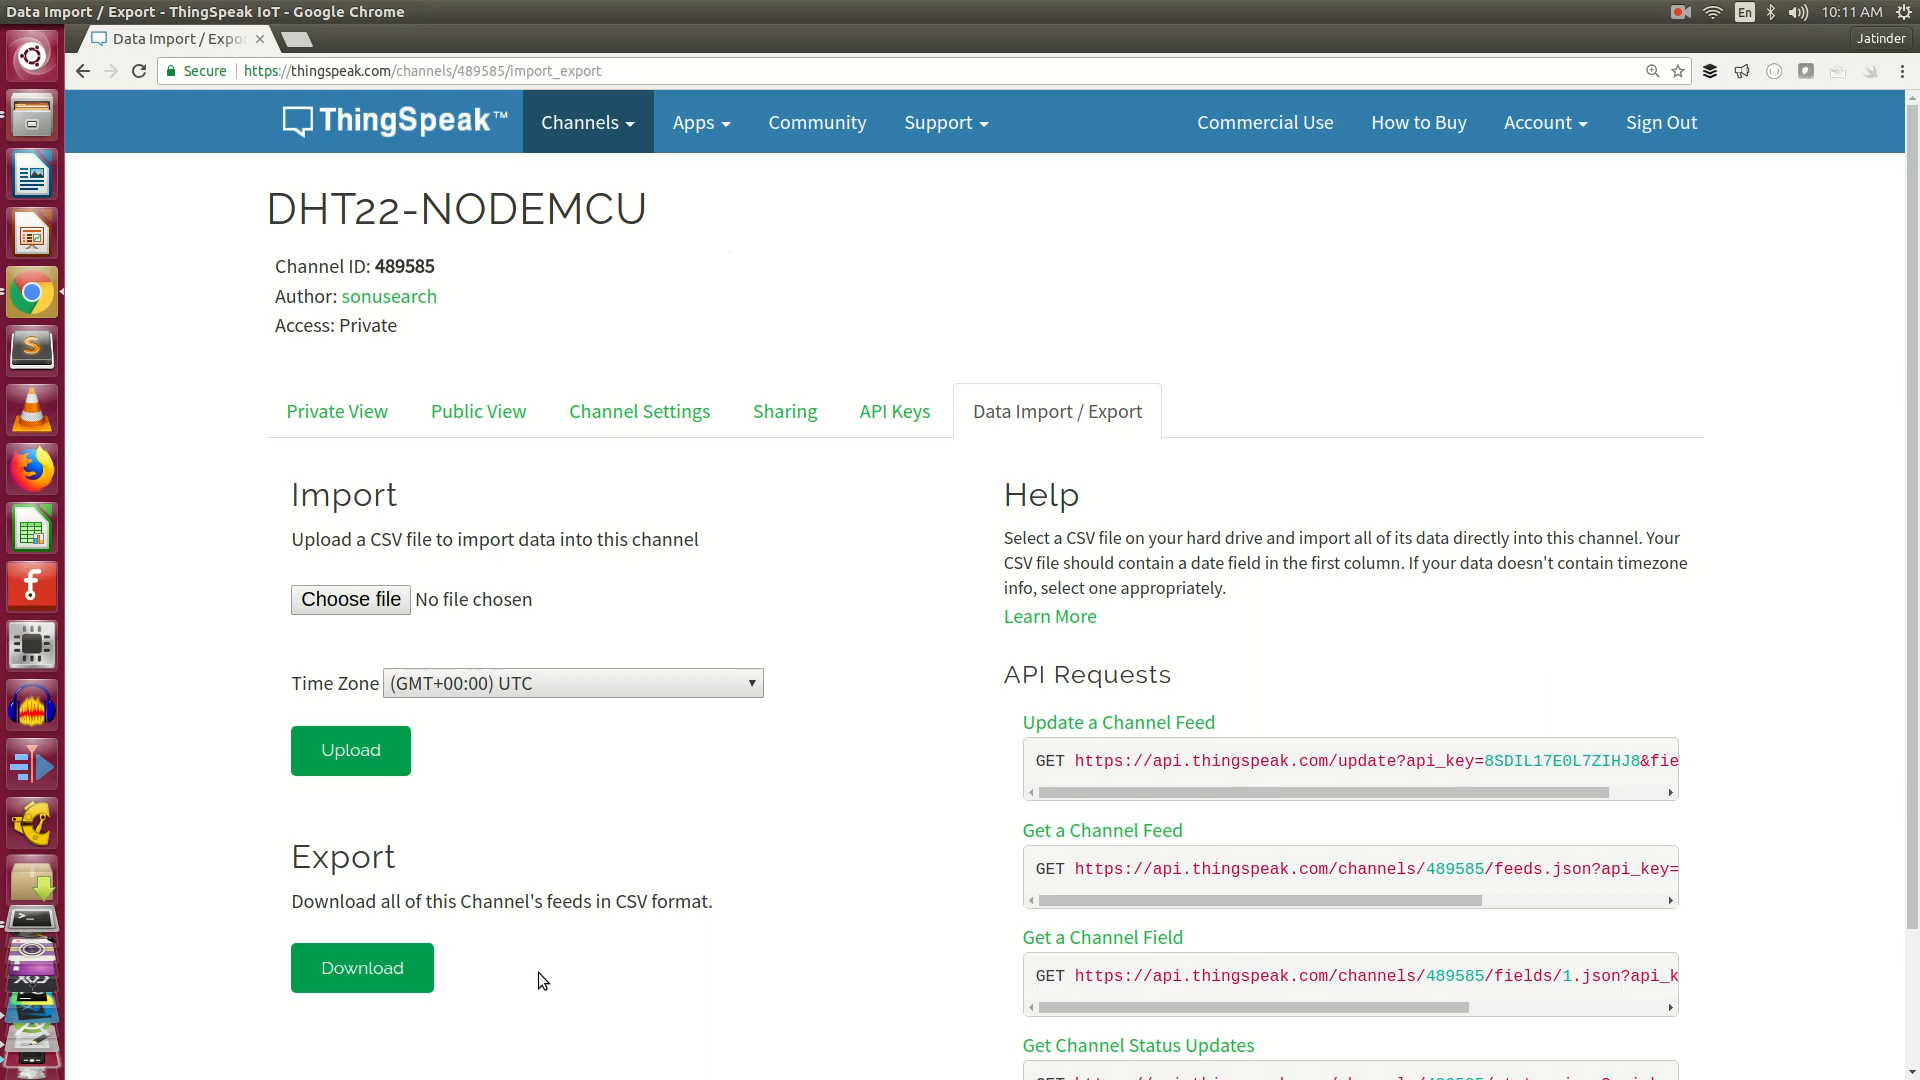 Data Import / Export - ThingSpeak IoT - Google Chrome
En
10:11 AM
Data Import / Expo
Jatinder
Secure
https://thingspeak.com/channels/489585/import_export
ThingSpeak™
Channels
Apps
Community
Support
Commercial Use
How to Buy
Account
Sign Out
DHT22-NODEMCU
Channel ID: 489585
Author: sonusearch
Access: Private
Private View
Public View
Channel Settings
Sharing
API Keys
Data Import / Export
Import
Upload a CSV file to import data into this channel
Choose file No file chosen
Time Zone (GMT+00:00) UTC
Upload
Export
Download all of this Channel's feeds in CSV format.
Download
Help
Select a CSV file on your hard drive and import all of its data directly into this channel. Your
CSV file should contain a date field in the first column. If your data doesn't contain timezone
info, select one appropriately.
Learn More
API Requests
Update a Channel Feed
GET https://api.thingspeak.com/update?api_key=8SDIL17E0L7ZIHJ8&fie
Get a Channel Feed
GET https://api.thingspeak.com/channels/489585/feeds.json?api_key=
Get a Channel Field
GET https://api.thingspeak.com/channels/489585/fields/1.json?api_k
Get Channel Status Updates